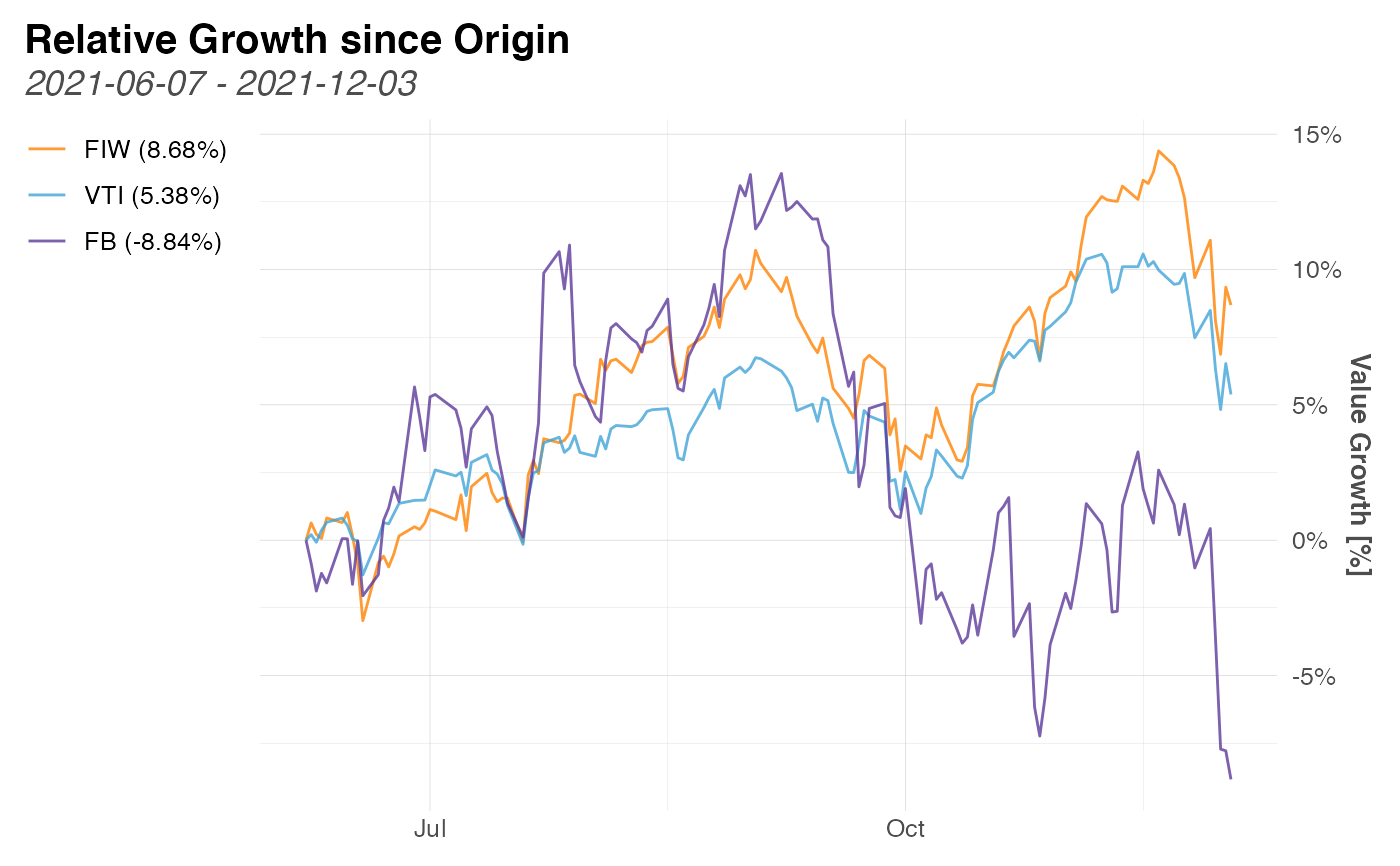 Relative Growth since Origin
2021-06-07 - 2021-12-03
FIW (8.68%)
VTI (5.38%)
FB (-8.84%)
15%
10%
5%
0%
-5%
Value Growth [%]
Jul
Oct